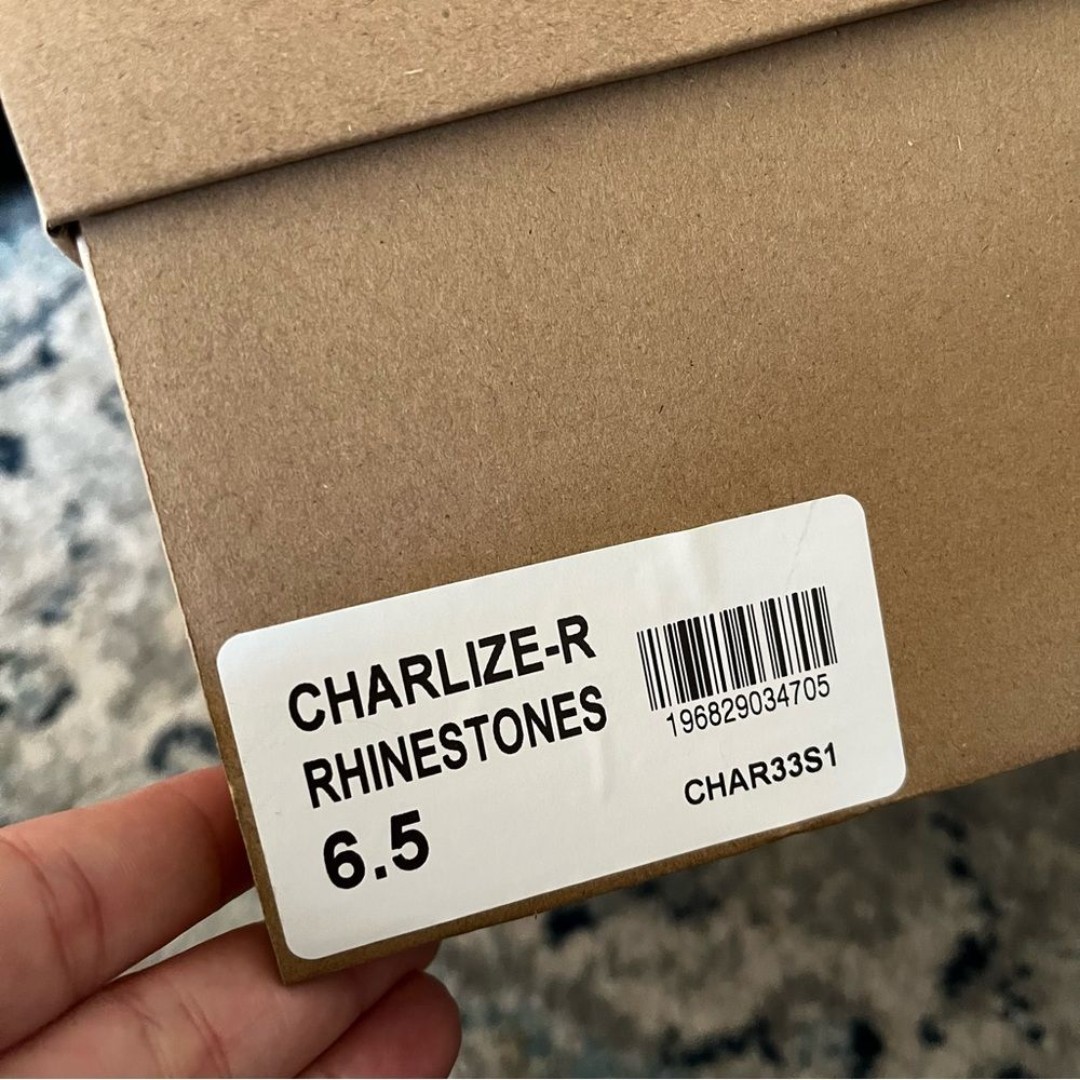 CHARLIZE-R
RHINESTONES
6.5
196829034705
CHAR33S1